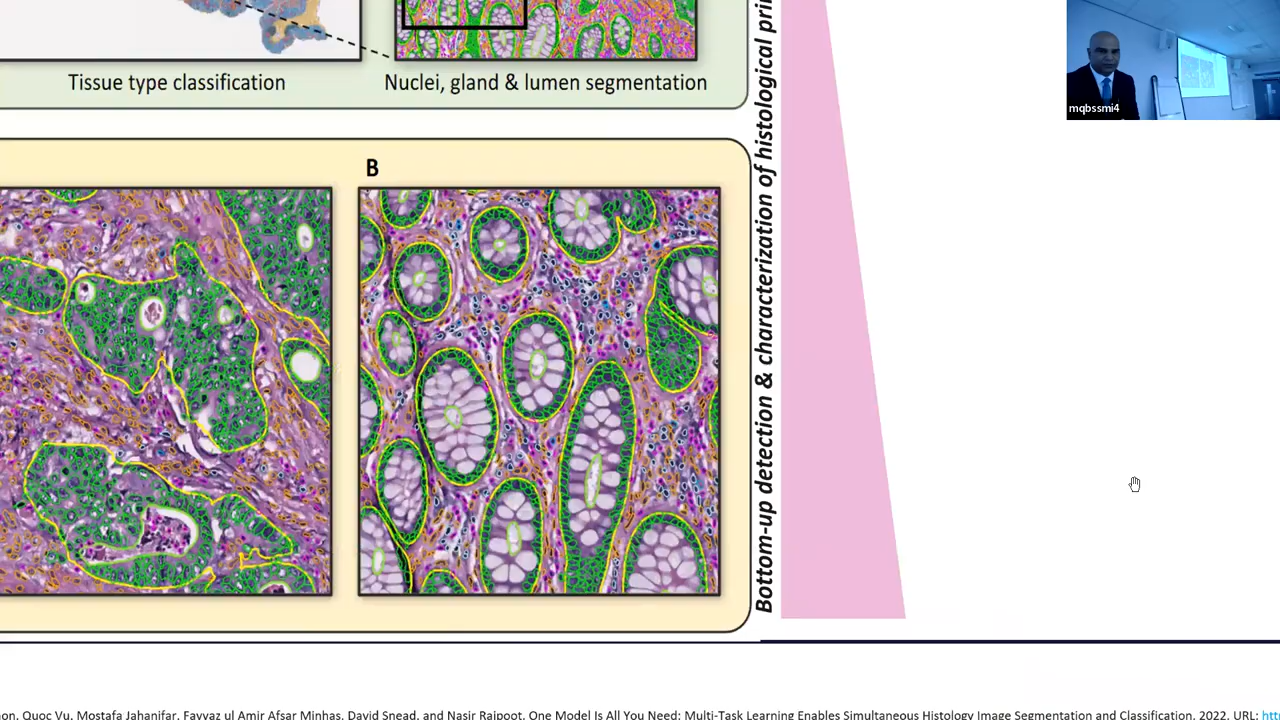 Tissue type classification
Nuclei, gland & lumen segmentation
B
Bottom-up detection & characterization of histological
mqbssmi4
Quoc Vu, Mostafa Jahanifar, Fayyaz ul Amir Afsar Minhas, David Snead, and Nasir Rajpoot. One Model Is All You Need: Multi-Task Learning Enables Simultaneous Histology Image Segmentation and Classification, 2022. URL: